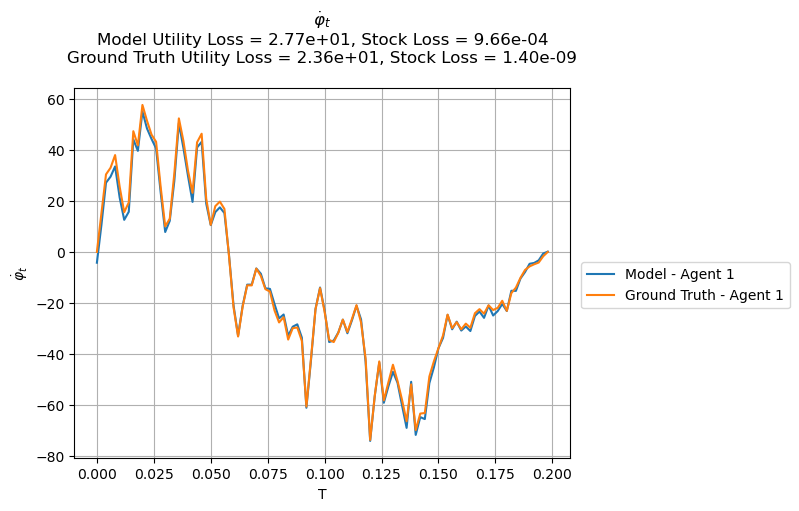 φ̇ₜ
Model Utility Loss = 2.77e+01, Stock Loss = 9.66e-04
Ground Truth Utility Loss = 2.36e+01, Stock Loss = 1.40e-09
60
40
20
0
−20
−40
−60
−80
φ̇ₜ
0.000 0.025 0.050 0.075 0.100 0.125 0.150 0.175 0.200
T
Model - Agent 1
Ground Truth - Agent 1